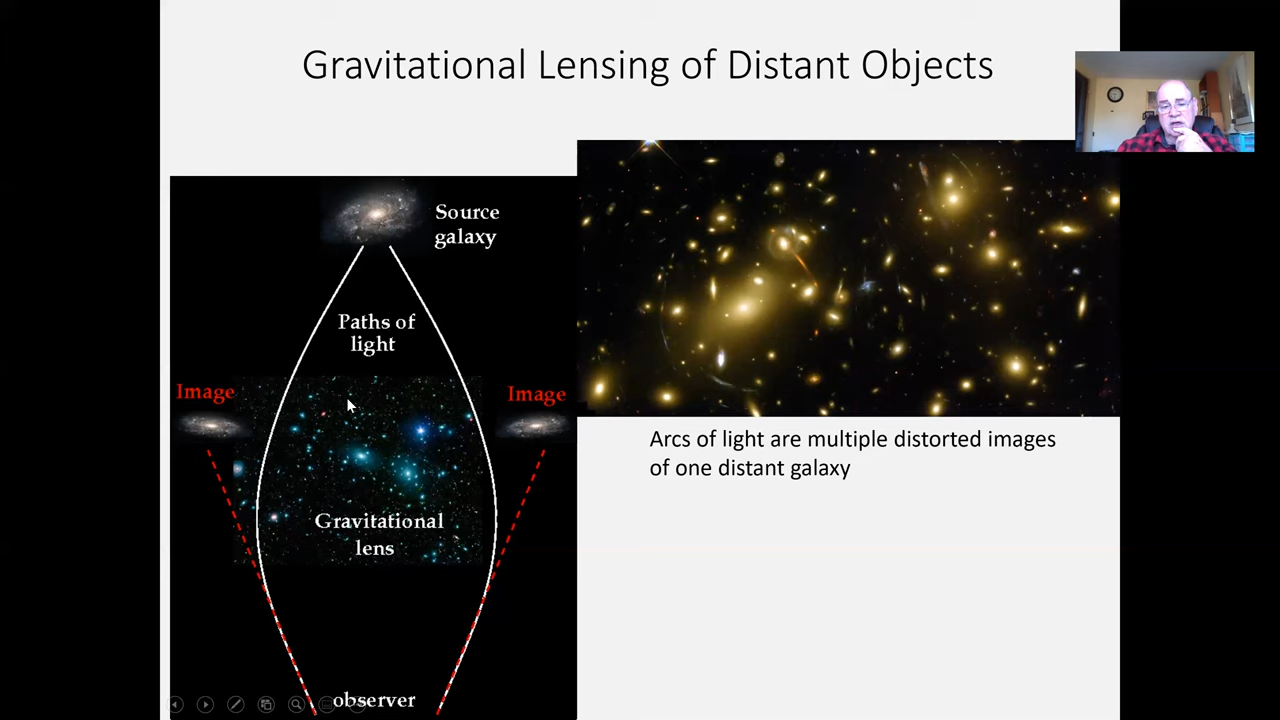 Gravitational Lensing of Distant Objects
Source
galaxy
Paths of
light
Image
Image
Gravitational
lens
observer
Arcs of light are multiple distorted images
of one distant galaxy